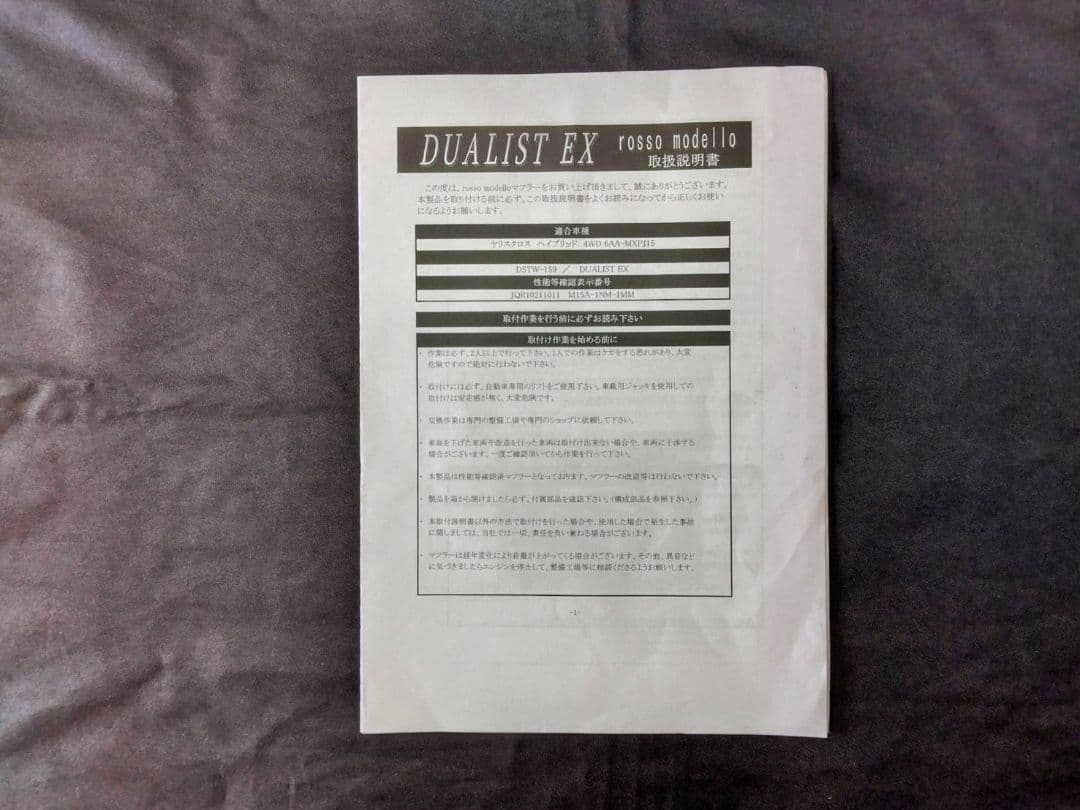 DUALIST EX rosso modello
取扱説明書
この度は、rosso modelloマフラーをお買い上げ頂きまして、誠にありがとうございます。
本製品を取り付ける前に必ず。この取扱説明書をよくお読みになってから正しくお使い
になるようお願いします。
適合車種
ヤリスクロス ハイブリッド 4WD 6AA-MXPJ15
DSTW-159 / DUALIST EX
性能等確認表示番号
JQR10211011 M15A-1NM-1MM
取付作業を行う前に必ずお読み下さい
取付け作業を始める前に
・ 作業は必ず、2人以上で行って下さい。1人での作業はケガをする恐れがあり、大変
危険ですので絶対に行わないで下さい。
・ 取付けには必ず、自動車専用のリフトをご使用下さい。車載用ジャッキを使用しての
取付けは安定感が無く、大変危険です。
・ 交換作業は専門の整備工場や専門のショップに依頼して下さい。
・ 車高を下げた車両や改造を行った車両は取付け出来ない場合や、車両に干渉する
場合がございます。一度ご確認頂いてから作業を行って下さい。
・ 本製品は性能等確認済マフラーとなっております。マフラーの改造等は行わないで下さい。
・ 製品を箱から開けましたら必ず、付属部品を確認下さい。(構成部品を参照下さい。)
・ 本取付説明書以外の方法で取付けを行った場合や、使用した場合で発生した事故
に関しましては、当社では一切、責任を負い兼ねる場合がございます。
・ マフラーは経年変化により音量が上がってくる場合がございます。その他、異音など
に気づきましたらエンジンを停止して、整備工場等に相談くださるようお願いします。
-1-